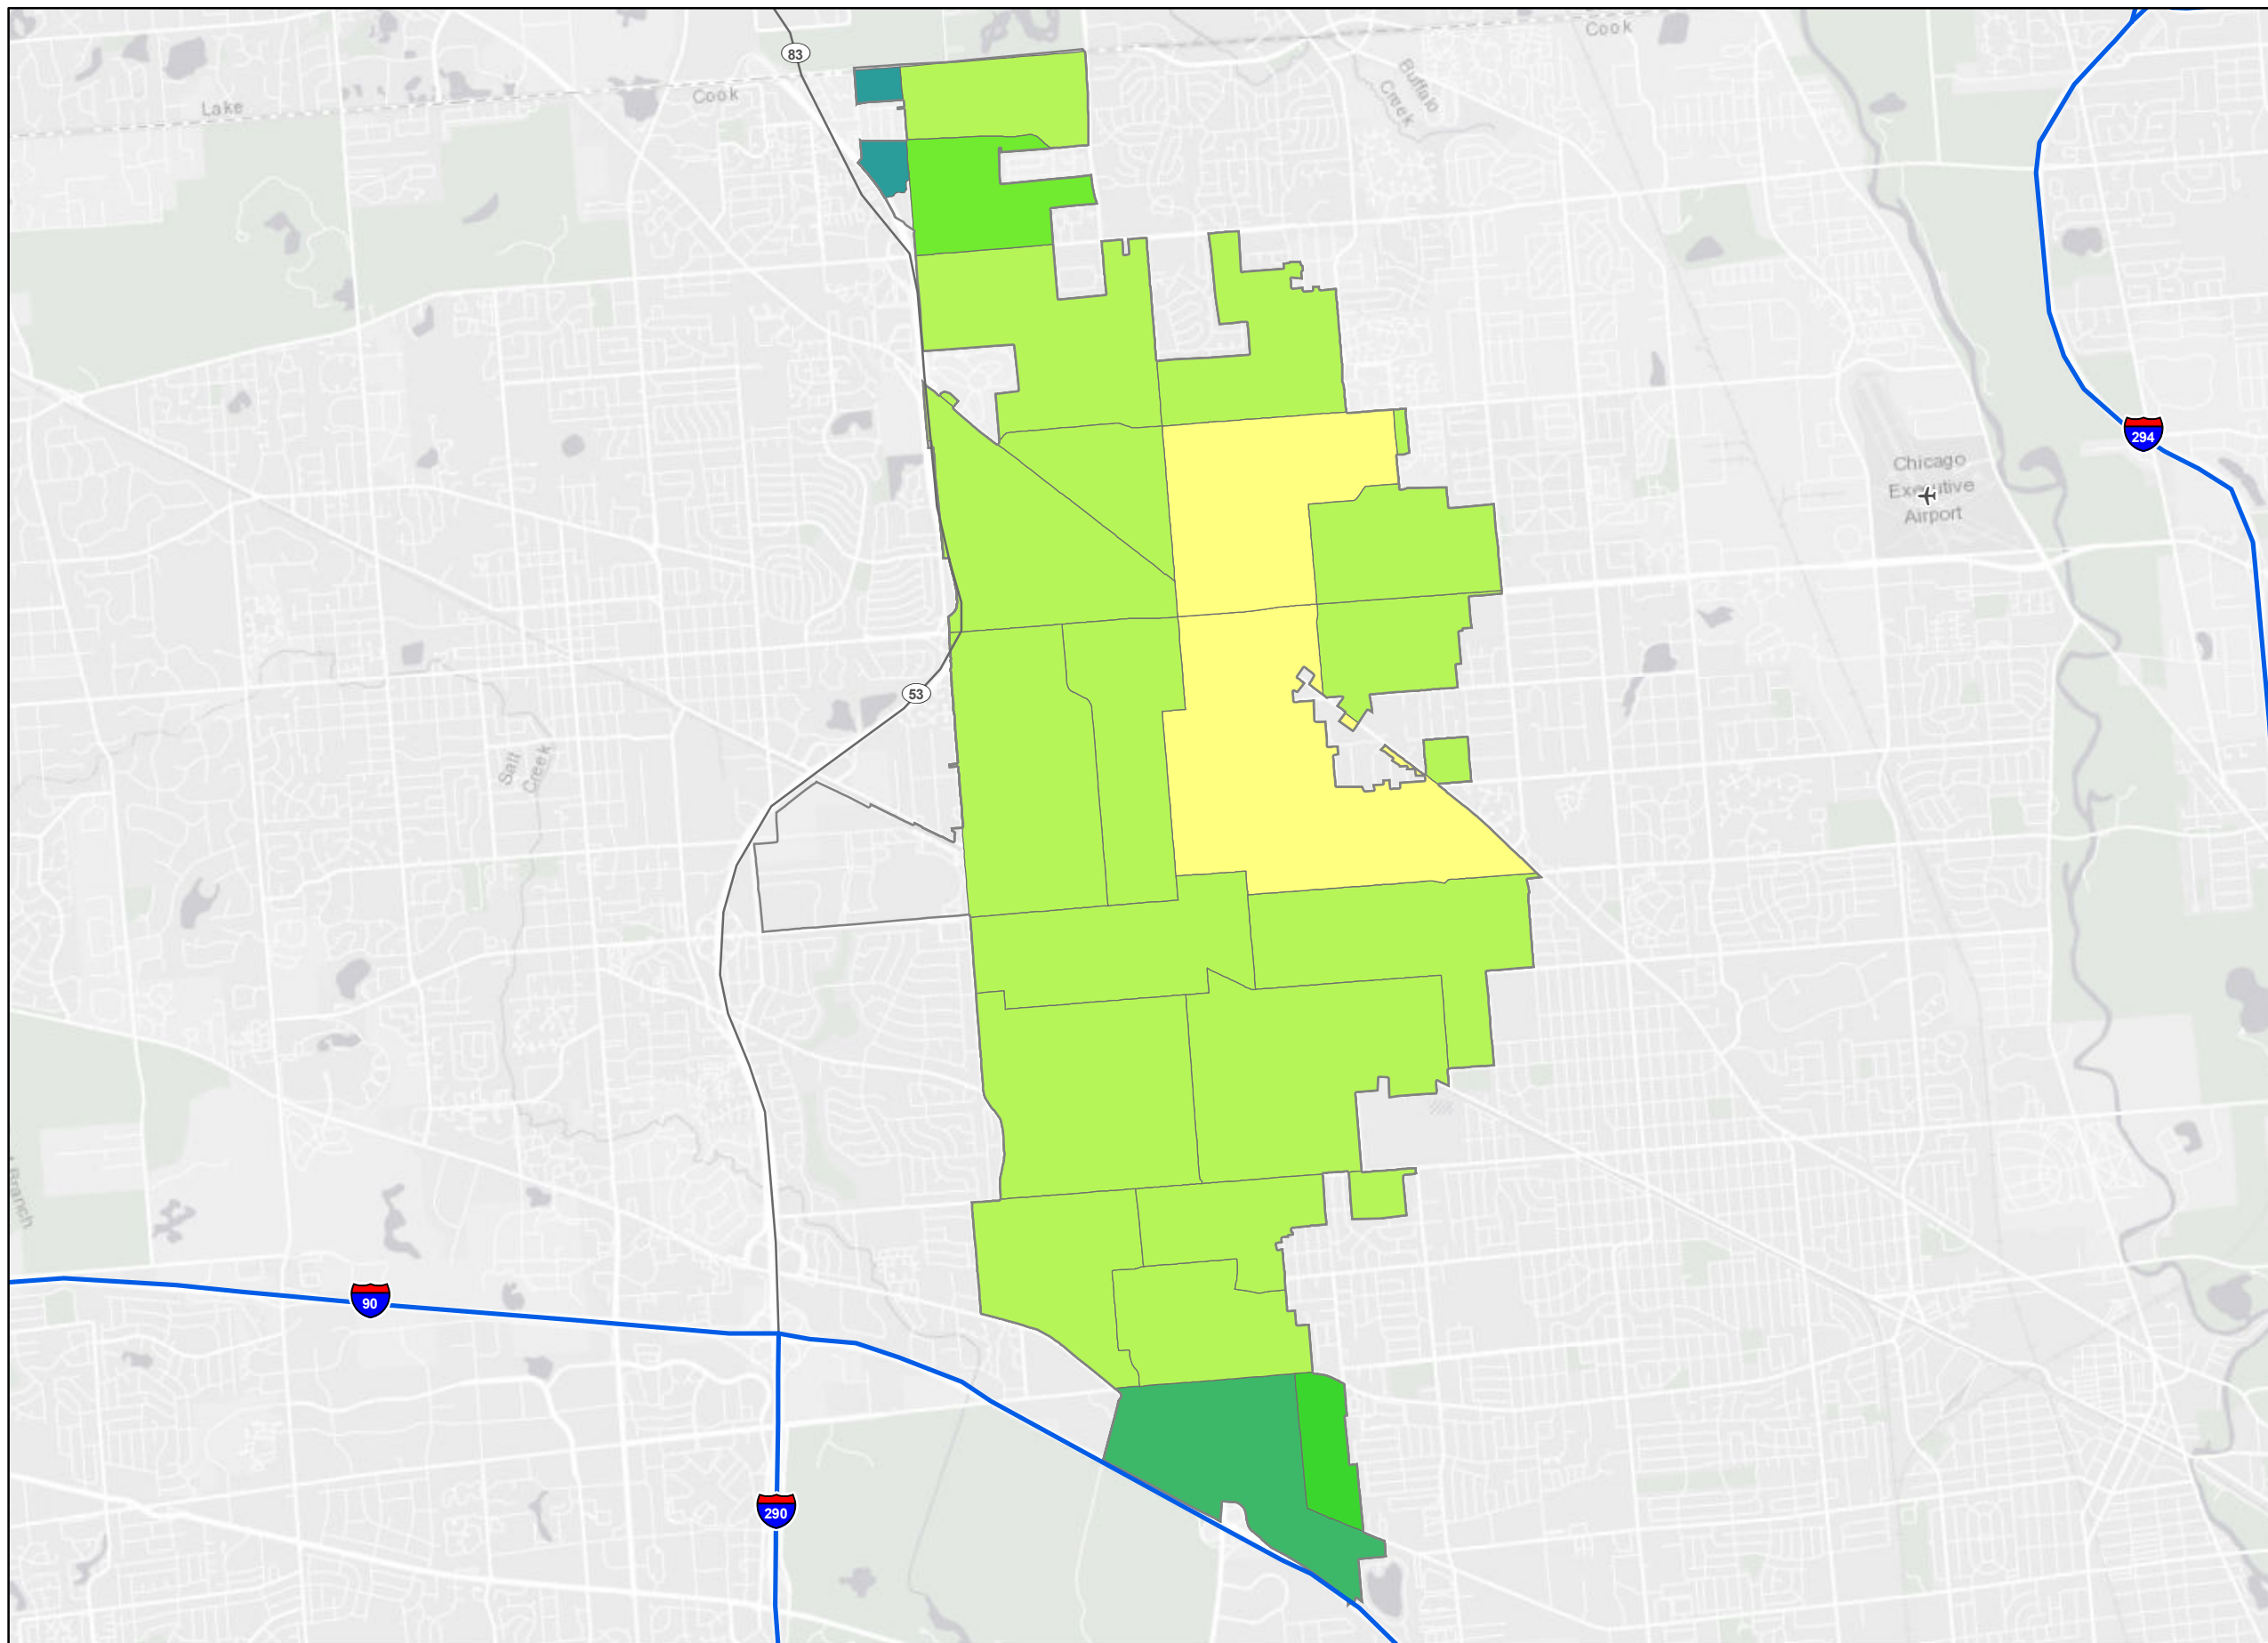 Cook
83
Lake
Cook
Buffalo
Creek
294
Chicago
Executive
Airport
53
Salt
Creek
Branch
90
290